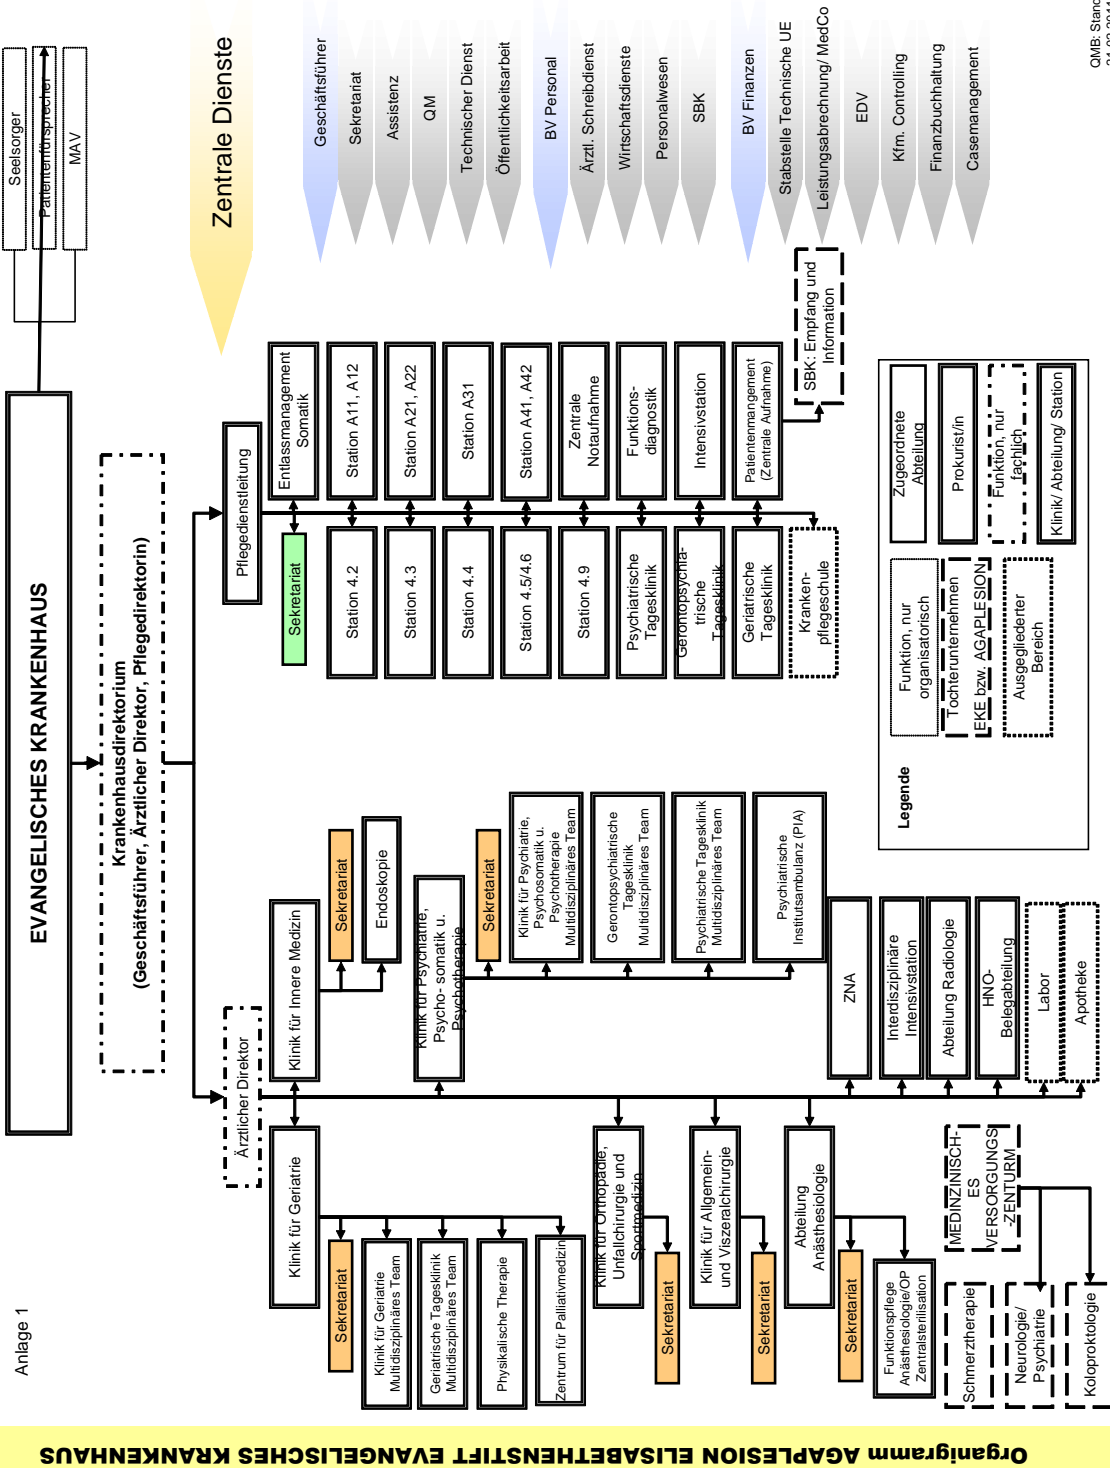 Anlage 1
Organigramm AGAPLESION ELISABETHENSTIFT EVANGELISCHES KRANKENHAUS
EVANGELISCHES KRANKENHAUS
Seelsorger
Patientenfürsprecher
MAV
Krankenhausdirektorium
(Geschäftsführer, Ärztlicher Direktor, Pflegedirektorin)
Ärztlicher Direktor
Klinik für Geriatrie
Sekretariat
Klinik für Geriatrie
Multidisziplinäres Team
Geriatrische Tagesklinik
Multidisziplinäres Team
Physikalische Therapie
Zentrum für Palliativmedizin
Klinik für Orthopädie,
Unfallchirurgie und
Sportmedizin
Sekretariat
Klinik für Allgemein-
und Viszeralchirurgie
Sekretariat
Abteilung
Anästhesiologie
Sekretariat
Funktionspflege
Anästhesiologie/OP
Zentralsterilisation
MEDINZINISCH-
ES
VERSORGUNGS
-ZENTURM
Schmerztherapie
Neurologie/
Psychiatrie
Koloproktologie
Klinik für Innere Medizin
Sekretariat
Endoskopie
Klinik für Psychiatrie,
Psycho- somatik u.
Psychotherapie
Sekretariat
Klinik für Psychiatrie,
Psychosomatik u.
Psychotherapie
Multidisziplinäres Team
Gerontopsychiatrische
Tagesklinik
Multidisziplinäres Team
Psychiatrische Tagesklinik
Multidisziplinäres Team
Psychiatrische
Institutsambulanz (PIA)
ZNA
Interdisziplinäre
Intensivstation
Abteilung Radiologie
HNO-
Belegabteilung
Labor
Apotheke
Pflegedienstleitung
Sekretariat
Entlassmanagement
Somatik
Station 4.2
Station A11, A12
Station 4.3
Station A21, A22
Station 4.4
Station A31
Station 4.5/4.6
Station A41, A42
Station 4.9
Zentrale
Notaufnahme
Psychiatrische
Tagesklinik
Funktions-
diagnostik
Gerontopsychia-
trische
Tagesklinik
Intensivstation
Geriatrische
Tagesklinik
Patientenmangement
(Zentrale Aufnahme)
Kranken-
pflegeschule
SBK: Empfang und
Information
Zentrale Dienste
Geschäftsführer
Sekretariat
Assistenz
QM
Technischer Dienst
Öffentlichkeitsarbeit
BV Personal
Ärztl. Schreibdienst
Wirtschaftsdienste
Personalwesen
SBK
BV Finanzen
Stabstelle Technische UE
Leistungsabrechnung/ MedCo
EDV
Kfm. Controlling
Finanzbuchhaltung
Casemanagement
Legende
Funktion, nur
organisatorisch
Tochterunternehmen
EKE bzw. AGAPLESION
Ausgegliederter
Bereich
Zugeordnete
Abteilung
Prokurist/in
Funktion, nur
fachlich
Klinik/ Abteilung/ Station
QMB: Stand